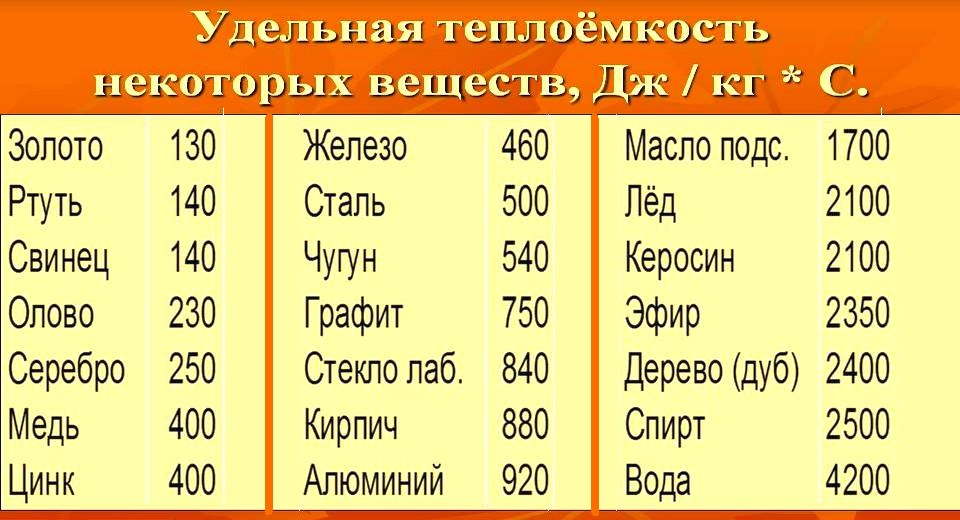 Удельная теплоёмкость
некоторых веществ, Дж / кг * С.
Золото 130 Железо 460 Масло подс. 1700
Ртуть 140 Сталь 500 Лёд 2100
Свинец 140 Чугун 540 Керосин 2100
Олово 230 Графит 750 Эфир 2350
Серебро 250 Стекло лаб. 840 Дерево (дуб) 2400
Медь 400 Кирпич 880 Спирт 2500
Цинк 400 Алюминий 920 Вода 4200